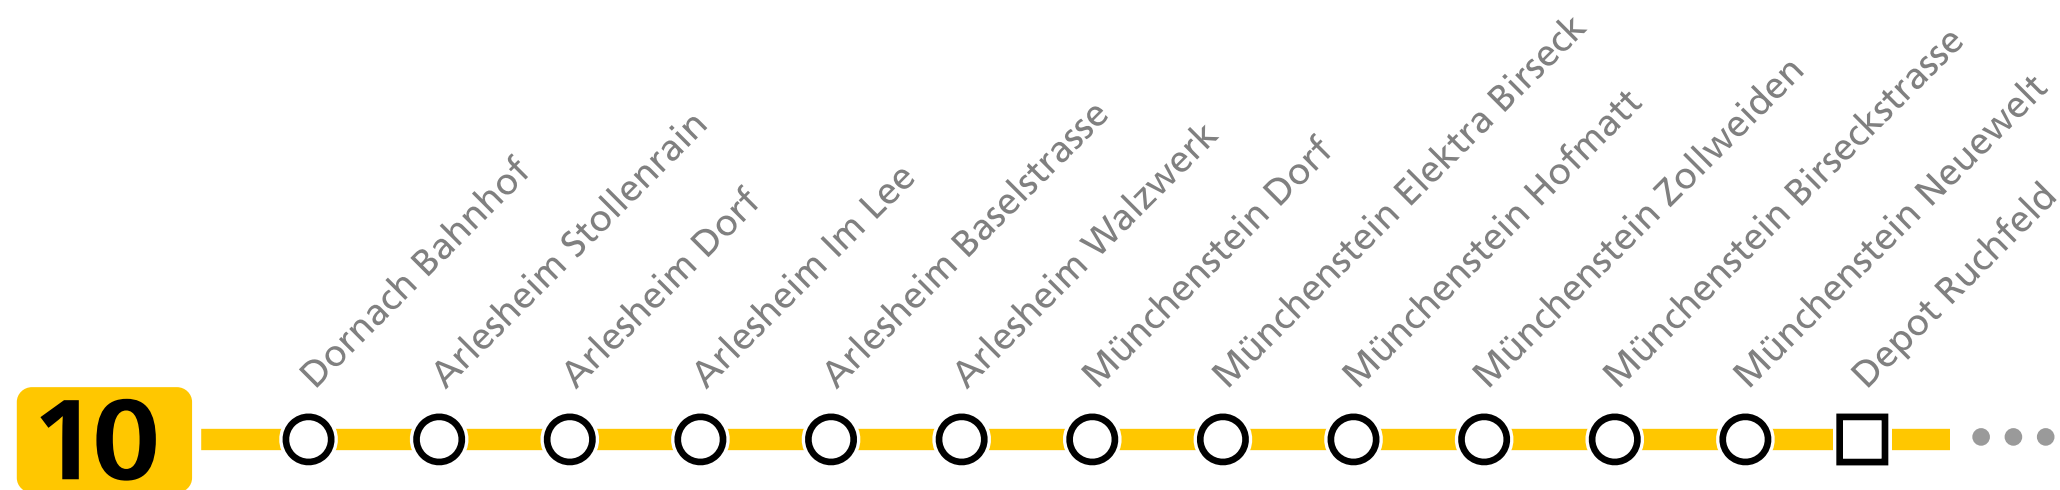 10
Dornach Bahnhof
Arlesheim Stollenrain
Arlesheim Dorf
Arlesheim Im Lee
Arlesheim Baselstrasse
Arlesheim Walzwerk
Münchenstein Dorf
Münchenstein Elektra Birseck
Münchenstein Hofmatt
Münchenstein Zollweiden
Münchenstein Birseckstrasse
Münchenstein Neuewelt
Depot Ruchfeld